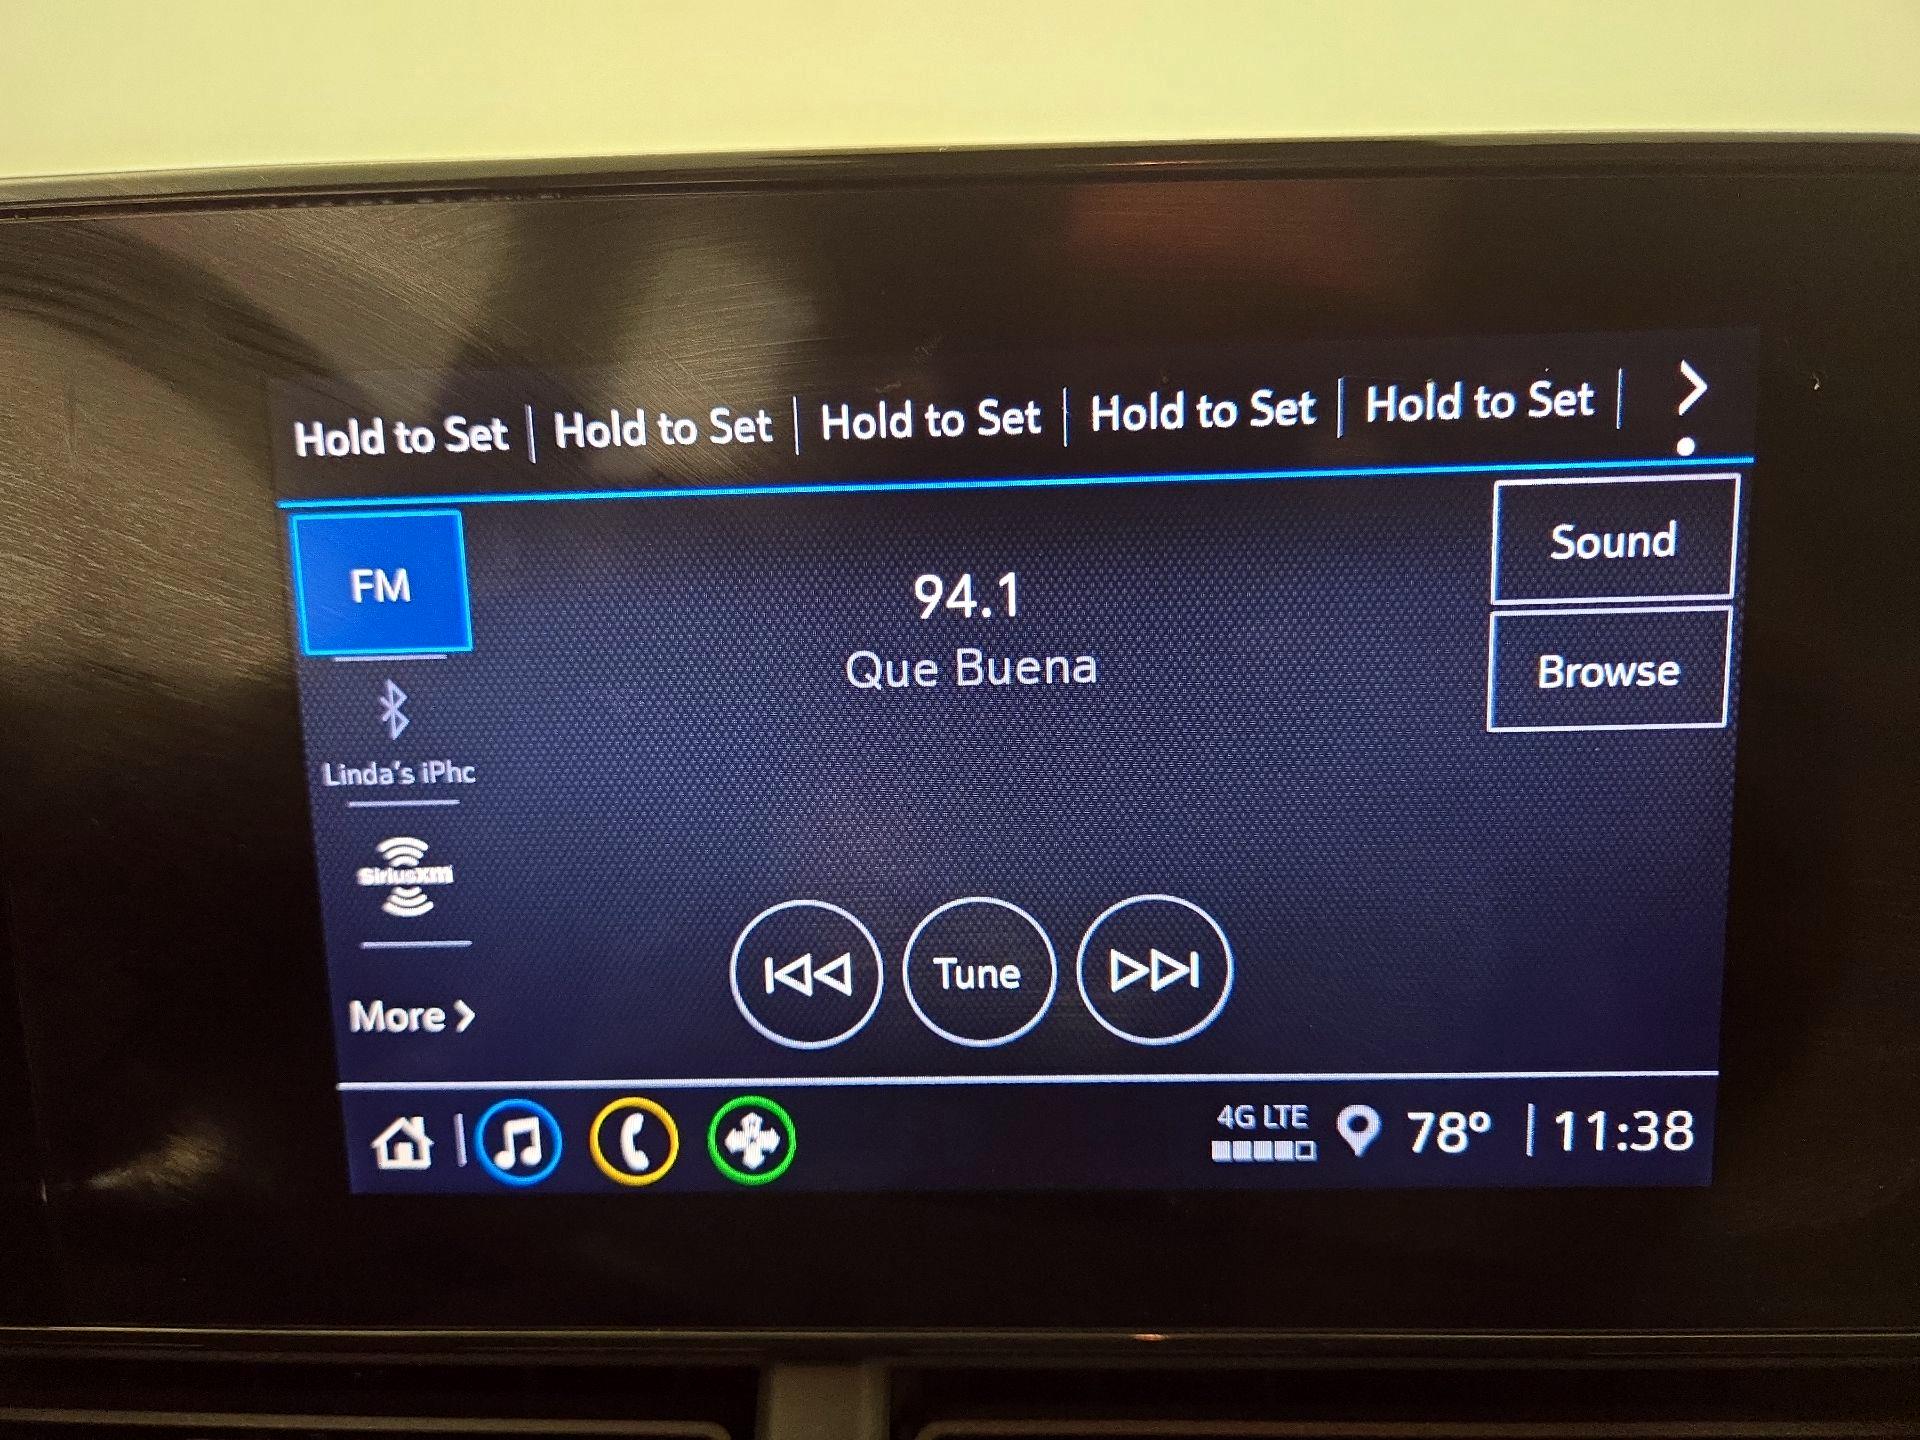 Hold to Set | Hold to Set | Hold to Set | Hold to Set | Hold to Set |
FM
94.1
Que Buena
Sound
Browse
Linda's iPhc
SiriusXM
More
Tune
4G LTE
78° | 11:38